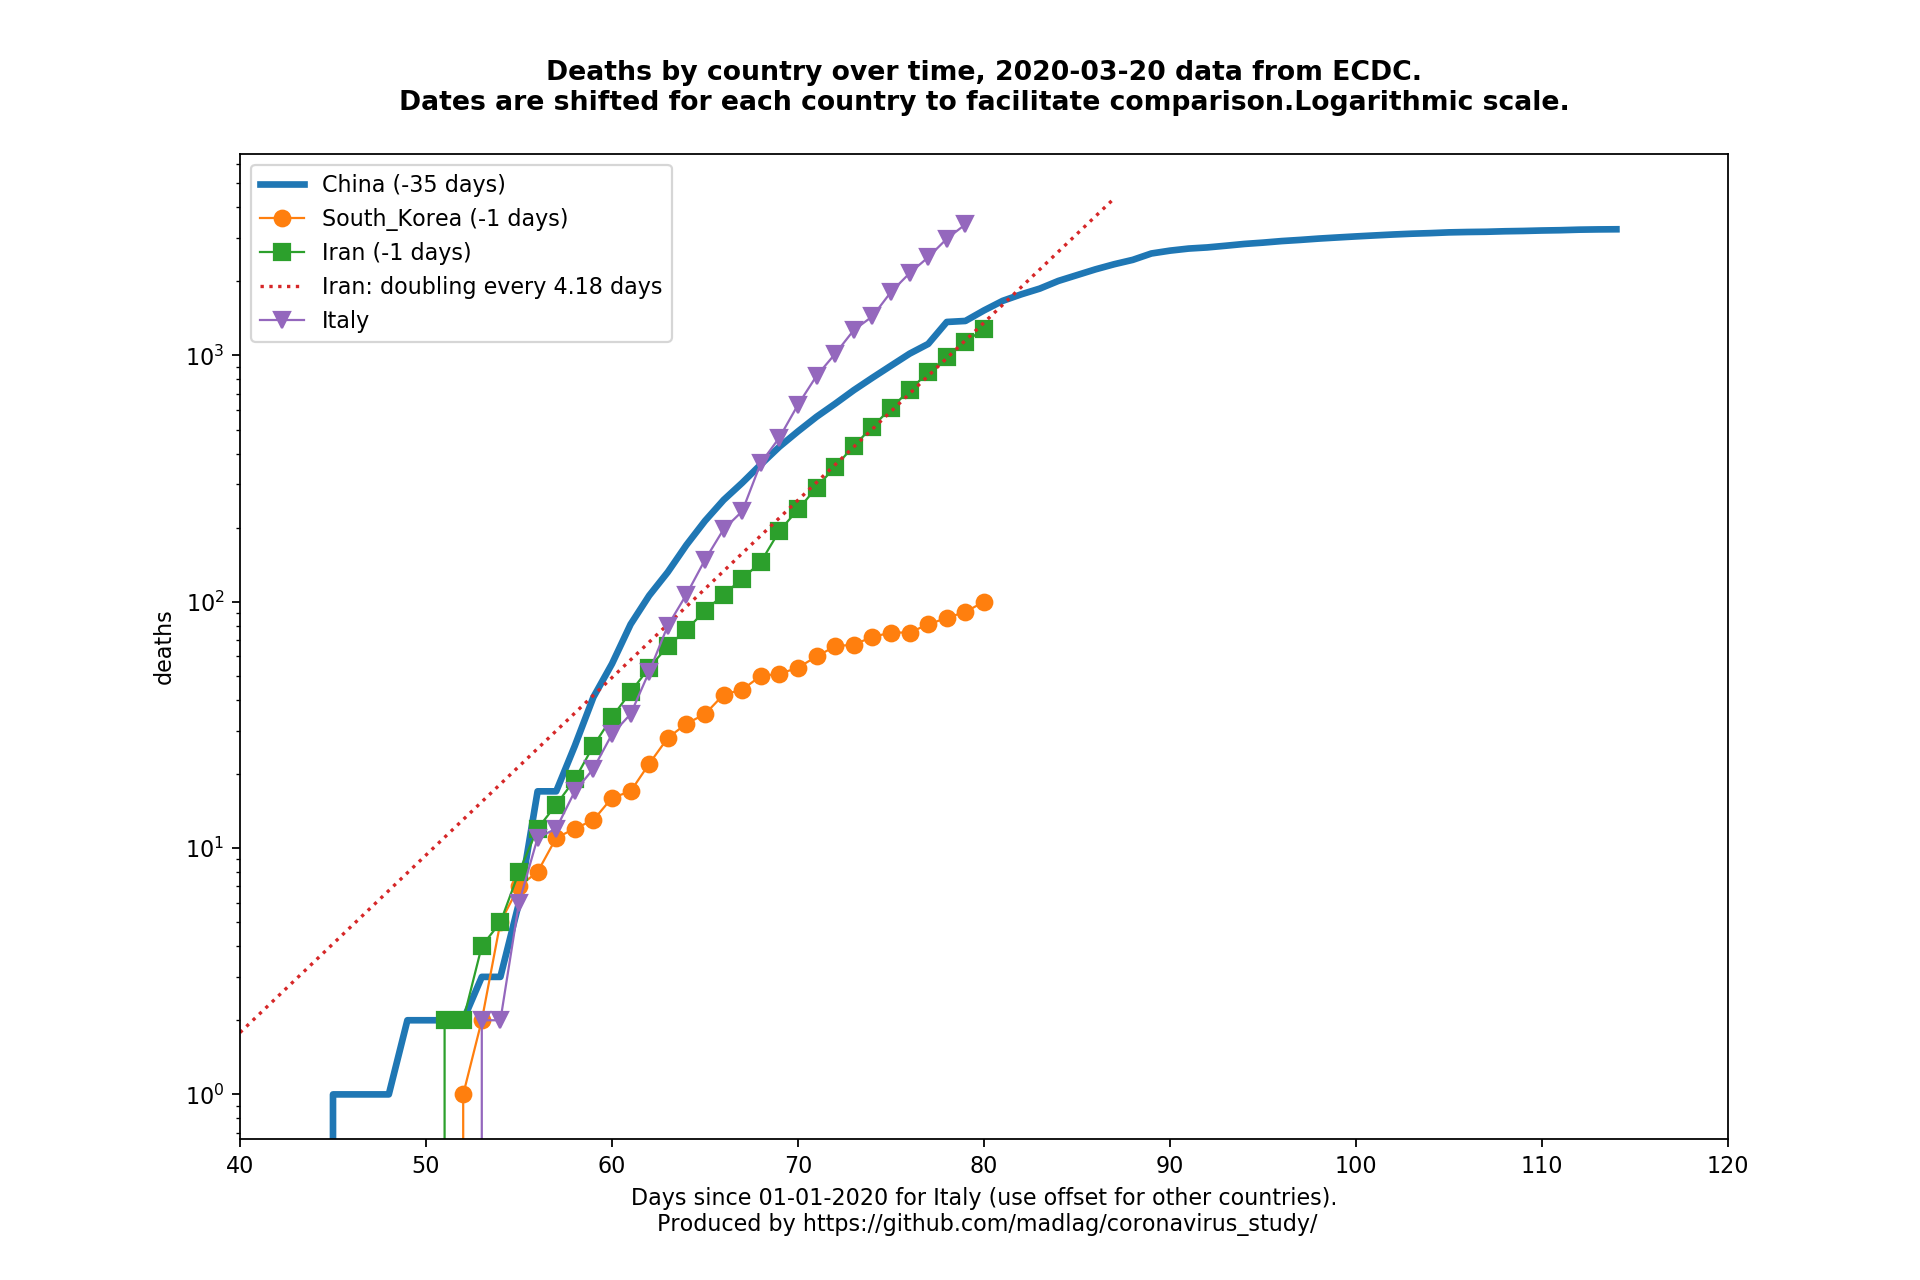 Deaths by country over time, 2020-03-20 data from ECDC.
Dates are shifted for each country to facilitate comparison.Logarithmic scale.
China (-35 days)
South_Korea (-1 days)
Iran (-1 days)
Iran: doubling every 4.18 days
Italy
10³
10²
10¹
10⁰
deaths
40 50 60 70 80 90 100 110 120
Days since 01-01-2020 for Italy (use offset for other countries).
Produced by https://github.com/madlag/coronavirus_study/